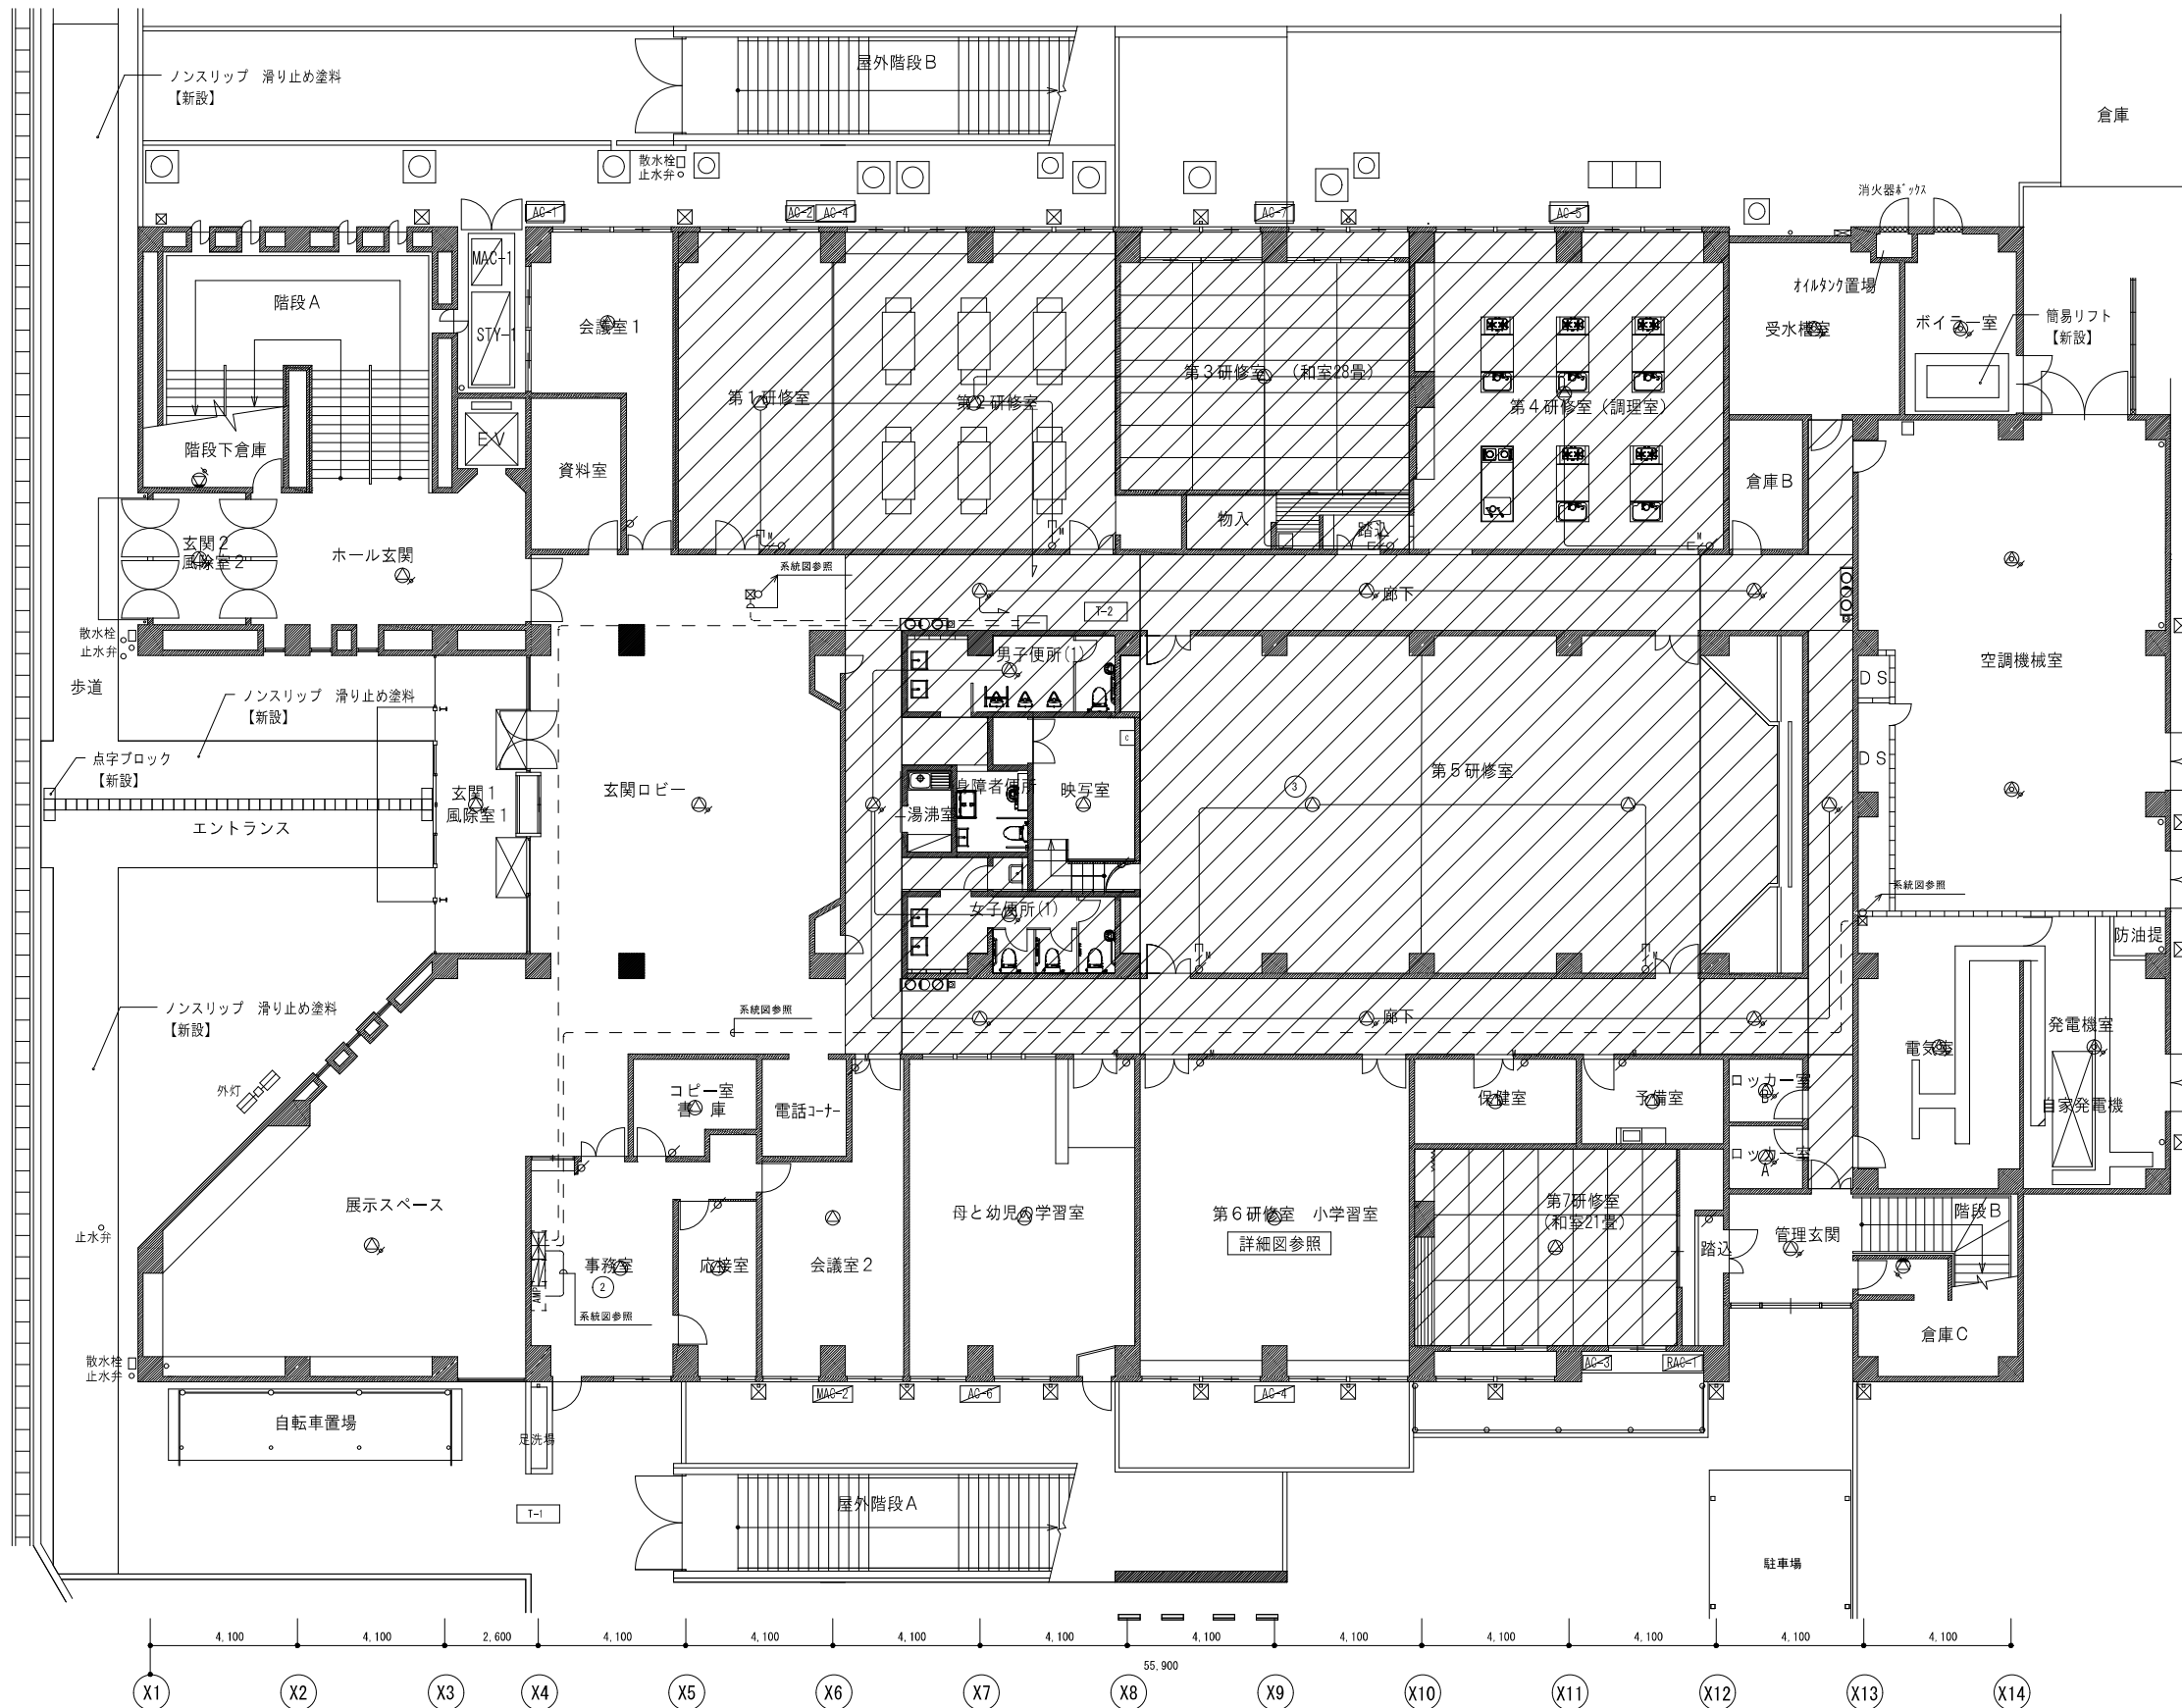 ノンスリップ 滑り止め塗料
【新設】
屋外階段B
倉庫
散水栓
止水弁
消火器ボックス
AC-1
AC-2
AC-4
AC-7
AC-5
MAC-1
STY-1
階段A
会議室1
オイルタンク置場
受水槽室
ボイラー室
簡易リフト
【新設】
第1研修室
第2研修室
第3研修室 (和室28畳)
第4研修室(調理室)
階段下倉庫
EV
資料室
倉庫B
物入
踏込
玄関2
風除室2
ホール玄関
系統図参照
T-2
廊下
散水栓
止水弁
歩道
男子便所(1)
空調機械室
DS
ノンスリップ 滑り止め塗料
【新設】
点字ブロック
【新設】
エントランス
玄関1
風除室1
玄関ロビー
湯沸室
身障者便所
映写室
C
第5研修室
3
DS
系統図参照
女子便所(1)
防油提
ノンスリップ 滑り止め塗料
【新設】
系統図参照
廊下
発電機室
電気室
自家発電機
外灯
コピー室
書庫
電話コーナー
保健室
予備室
ロッカー室
B
ロッカー室
A
展示スペース
母と幼児の学習室
第6研修室 小学習室
詳細図参照
第7研修室
(和室21畳)
踏込
管理玄関
階段B
止水弁
事務室
2
AMP
系統図参照
応接室
会議室2
倉庫C
散水栓
止水弁
MAC-2
AC-6
AC-4
AC-3
RAC-1
自転車置場
足洗場
T-1
屋外階段A
駐車場
4,100
4,100
2,600
4,100
4,100
4,100
4,100
4,100
4,100
4,100
4,100
4,100
4,100
55,900
X1
X2
X3
X4
X5
X6
X7
X8
X9
X10
X11
X12
X13
X14